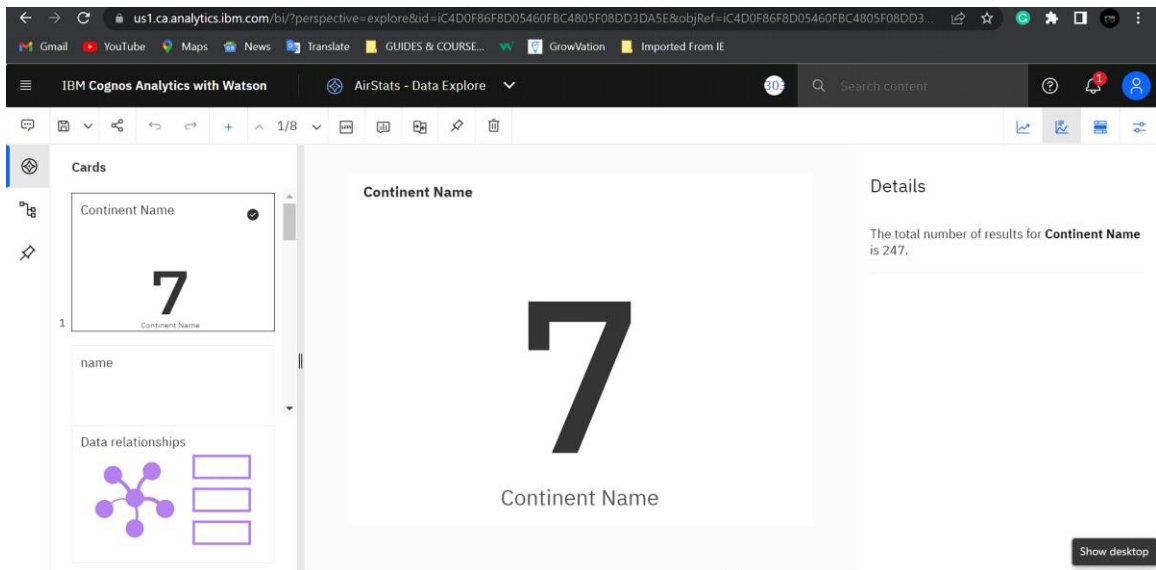 us1.ca.analytics.ibm.com/bi/?perspective=explore&id=iC4D0F86F8D05460FBC4805F08DD3DA5E&objRef=iC4D0F86F8D05460FBC4805F08DD3...
Gmail YouTube Maps News Translate GUIDES & COURSE... GrowVation Imported From IE
IBM Cognos Analytics with Watson AirStats - Data Explore 303 Search content
1/8
Cards
Continent Name
7
Continent Name
1
name
Data relationships
Continent Name
7
Continent Name
Details
The total number of results for Continent Name
is 247.
Show desktop